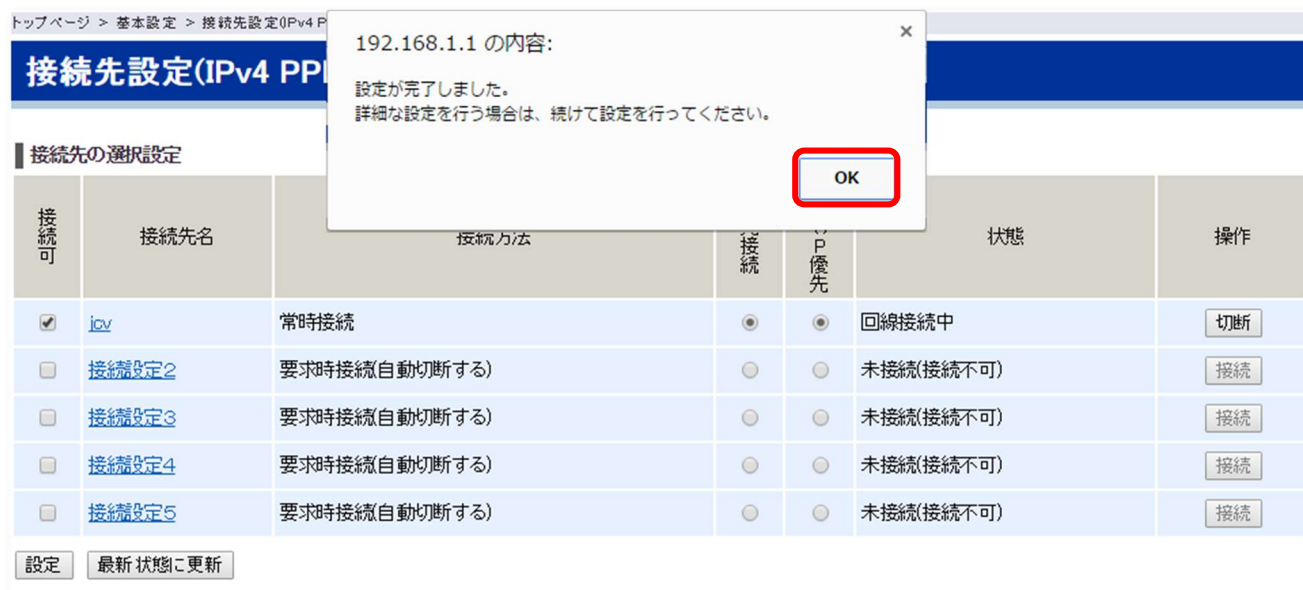 トップページ > 基本設定 > 接続先設定(IPv4 P
接続先設定(IPv4 PP
192.168.1.1 の内容:
×
設定が完了しました。
詳細な設定を行う場合は、続けて設定を行ってください。
OK
接続先の選択設定
接続可
接続先名
接続方法
接続
P優先
状態
操作
jcv
常時接続
回線接続中
切断
接続設定2
要求時接続(自動切断する)
未接続(接続不可)
接続
接続設定3
要求時接続(自動切断する)
未接続(接続不可)
接続
接続設定4
要求時接続(自動切断する)
未接続(接続不可)
接続
接続設定5
要求時接続(自動切断する)
未接続(接続不可)
接続
設定
最新状態に更新